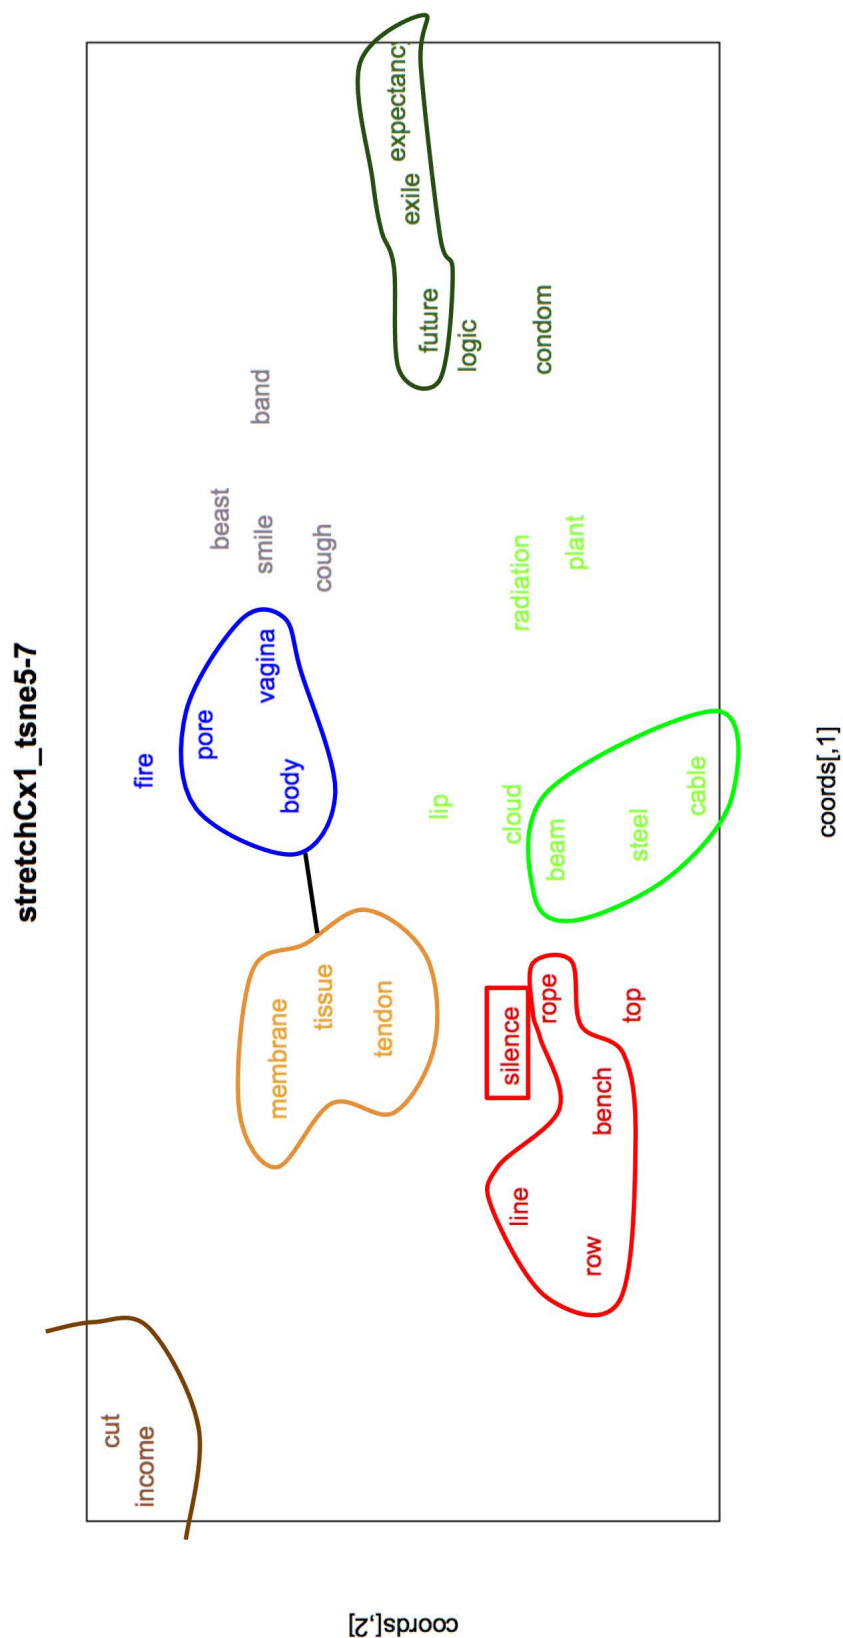 stretchCx1_tsne5-7
cut
income
fire
pore
vagina
body
beast
band
smile
cough
membrane
tissue
tendon
expectancy
exile
future
logic
condom
lip
cloud
beam
steel
cable
radiation
plant
silence
rope
top
line
bench
row
coords[,2]
coords[,1]